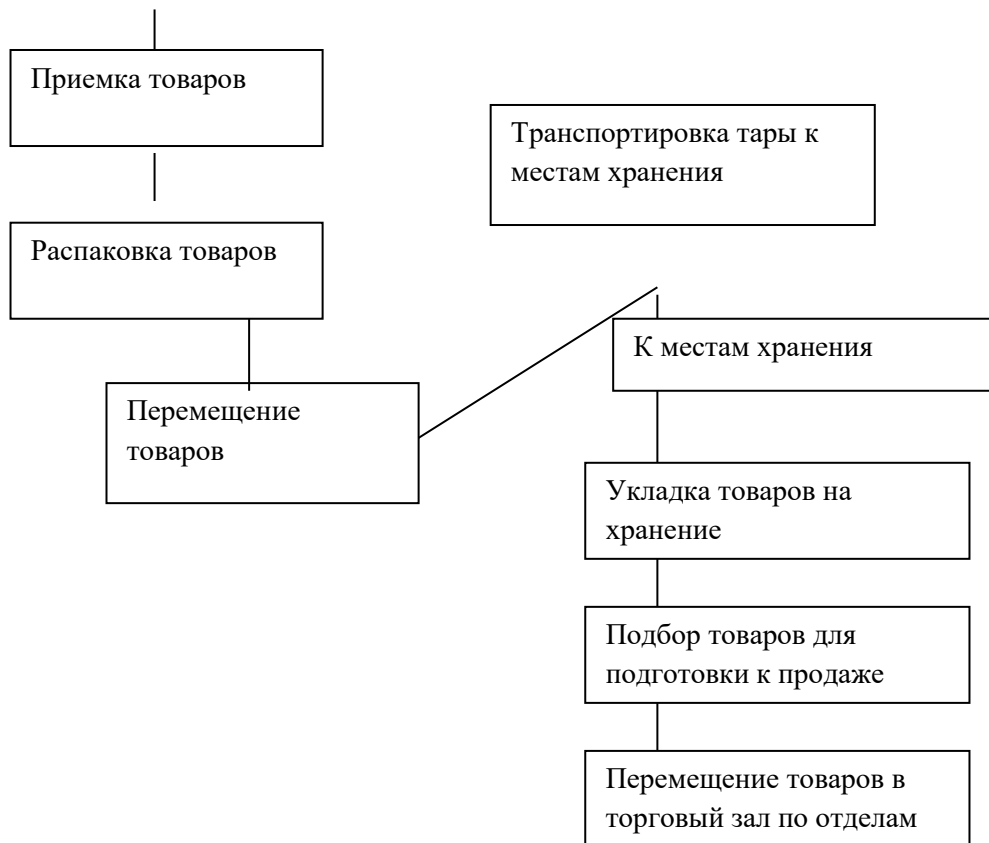 Приемка товаров
Транспортировка тары к
местам хранения
Распаковка товаров
К местам хранения
Перемещение
товаров
Укладка товаров на
хранение
Подбор товаров для
подготовки к продаже
Перемещение товаров в
торговый зал по отделам